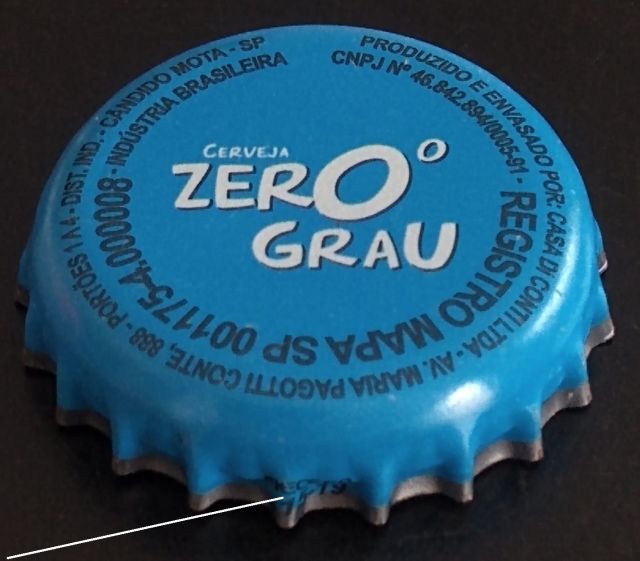 PRODUZIDO E ENVASADO POR: CASA DI CONTI LTDA - AV. MARIA PAGOTTI CONTE, 888 - PORTÕES 1 A 4 - DIST. IND. - CANDIDO MOTA - SP
CNPJ Nº 46.842.894/0005-91 - REGISTRO MAPA SP 001175-4.000008 - INDÚSTRIA BRASILEIRA
CERVEJA
ZERO°
GRAU